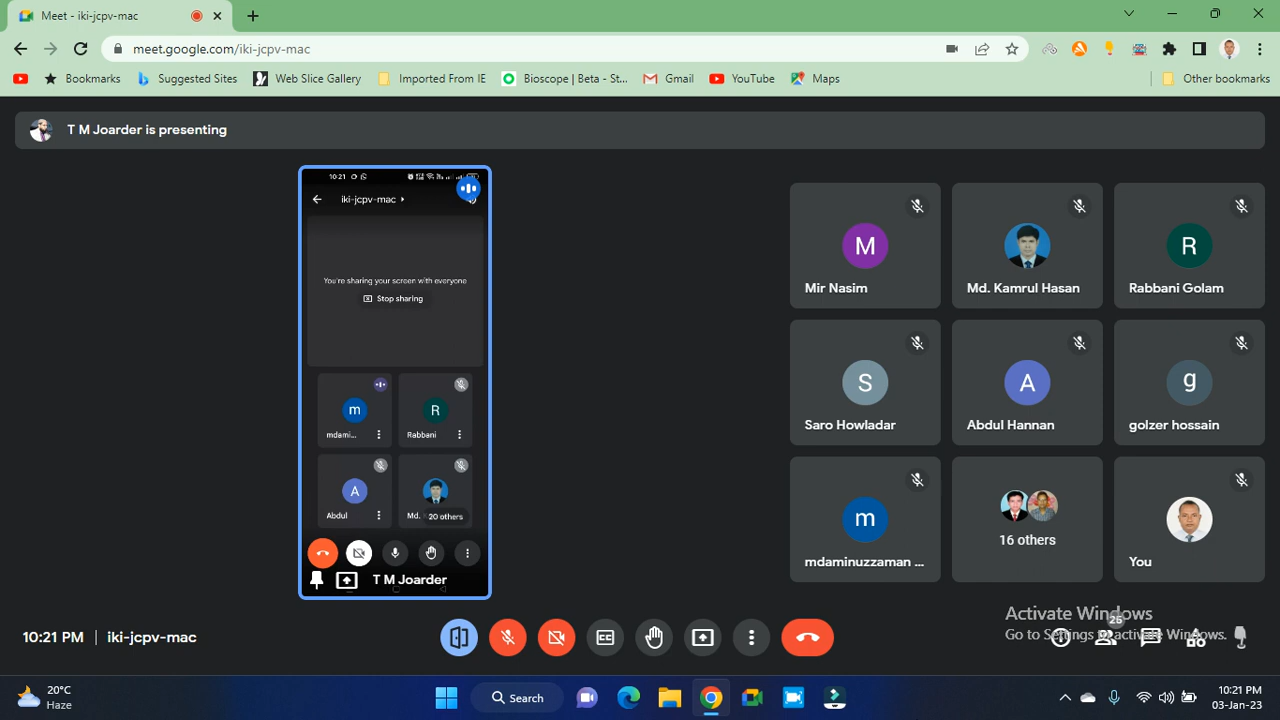 Meet - iki-jcpv-mac
meet.google.com/iki-jcpv-mac
Bookmarks
Suggested Sites
Web Slice Gallery
Imported From IE
Bioscope | Beta - St...
Gmail
YouTube
Maps
Other bookmarks
T M Joarder is presenting
10:21
iki-jcpv-mac
You're sharing your screen with everyone
Stop sharing
m
R
mdami...
Rabbani
A
Abdul
Md.
20 others
T M Joarder
M
Mir Nasim
Md. Kamrul Hasan
R
Rabbani Golam
S
Saro Howladar
A
Abdul Hannan
g
golzer hossain
m
mdaminuzzaman ...
16 others
You
10:21 PM | iki-jcpv-mac
Activate Windows
Go to Settings to activate Windows.
26
20°C
Haze
Search
10:21 PM
03-Jan-23